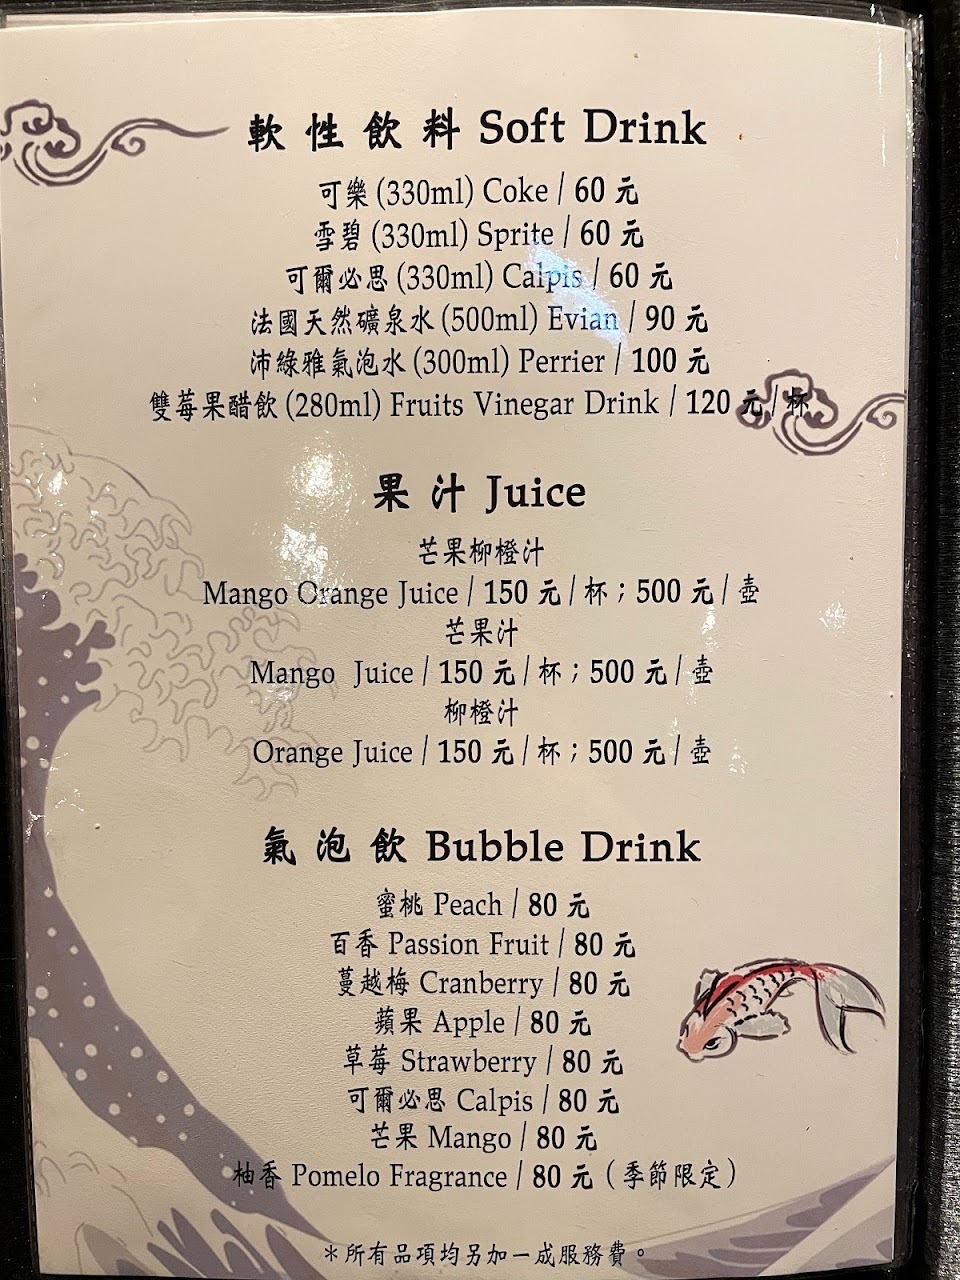 軟性飲料 Soft Drink
可樂 (330ml) Coke / 60 元
雪碧 (330ml) Sprite / 60 元
可爾必思 (330ml) Calpis / 60 元
法國天然礦泉水 (500ml) Evian / 90 元
沛綠雅氣泡水 (300ml) Perrier / 100 元
雙莓果醋飲 (280ml) Fruits Vinegar Drink / 120 元 / 杯
果汁 Juice
芒果柳橙汁
Mango Orange Juice / 150 元 / 杯；500 元 / 壺
芒果汁
Mango Juice / 150 元 / 杯；500 元 / 壺
柳橙汁
Orange Juice / 150 元 / 杯；500 元 / 壺
氣泡飲 Bubble Drink
蜜桃 Peach / 80 元
百香 Passion Fruit / 80 元
蔓越梅 Cranberry / 80 元
蘋果 Apple / 80 元
草莓 Strawberry / 80 元
可爾必思 Calpis / 80 元
芒果 Mango / 80 元
柚香 Pomelo Fragrance / 80 元（季節限定）
＊所有品項均另加一成服務費。